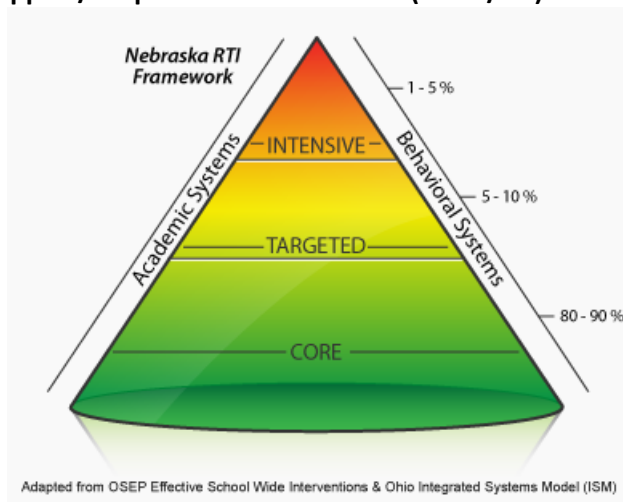 Nebraska RTI
Framework
1 - 5 %
INTENSIVE
Academic Systems
Behavioral Systems
5 - 10 %
TARGETED
80 - 90 %
CORE
Adapted from OSEP Effective School Wide Interventions & Ohio Integrated Systems Model (ISM)